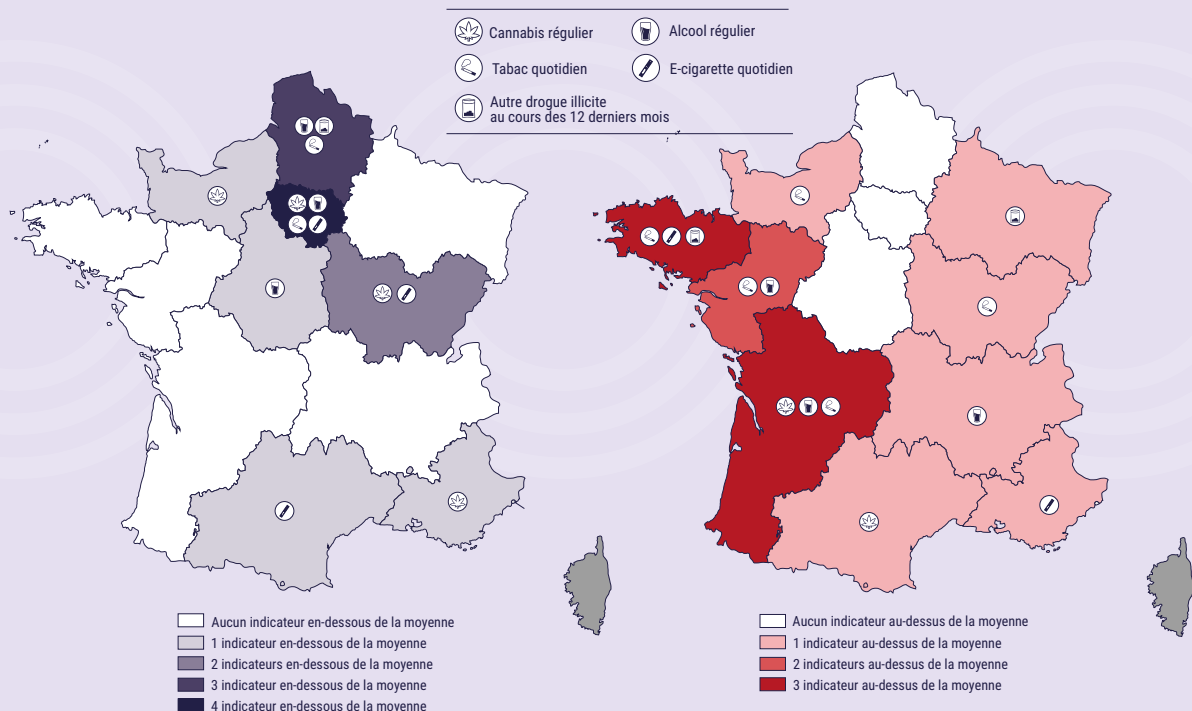 Cannabis régulier
Alcool régulier
Tabac quotidien
E-cigarette quotidien
Autre drogue illicite
au cours des 12 derniers mois
Aucun indicateur en-dessous de la moyenne
1 indicateur en-dessous de la moyenne
2 indicateurs en-dessous de la moyenne
3 indicateur en-dessous de la moyenne
4 indicateur en-dessous de la moyenne
Aucun indicateur au-dessus de la moyenne
1 indicateur au-dessus de la moyenne
2 indicateurs au-dessus de la moyenne
3 indicateur au-dessus de la moyenne